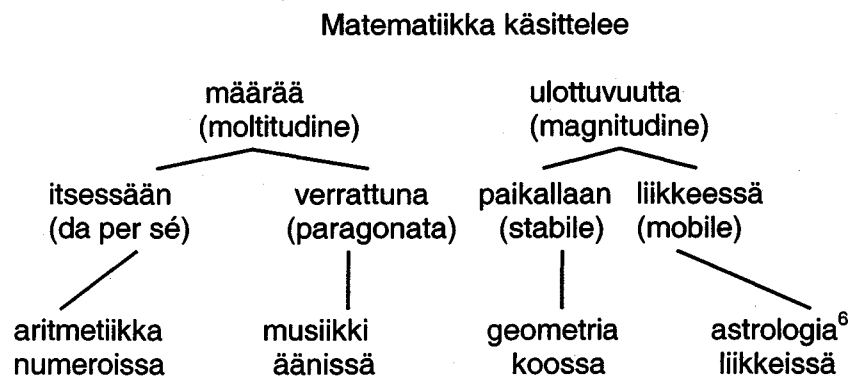 Matematiikka käsittelee
määrää ulottuvuutta
(moltitudine) (magnitudine)
itsessään verrattuna paikallaan liikkeessä
(da per sé) (paragonata) (stabile) (mobile)
aritmetiikka musiikki geometria astrologia⁶
numeroissa äänissä koossa liikkeissä